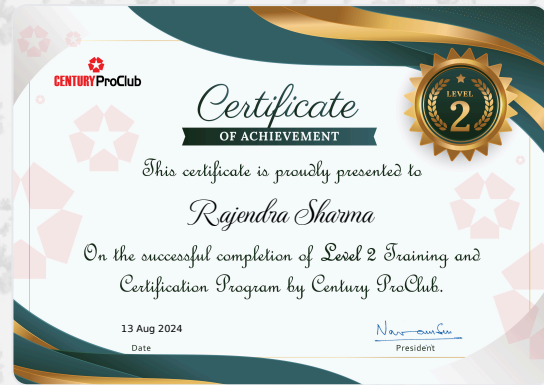 CENTURY ProClub
LEVEL
2
Certificate
OF ACHIEVEMENT
This certificate is proudly presented to
Rajendra Sharma
On the successful completion of Level 2 Training and
Certification Program by Century ProClub.
13 Aug 2024
Date
President